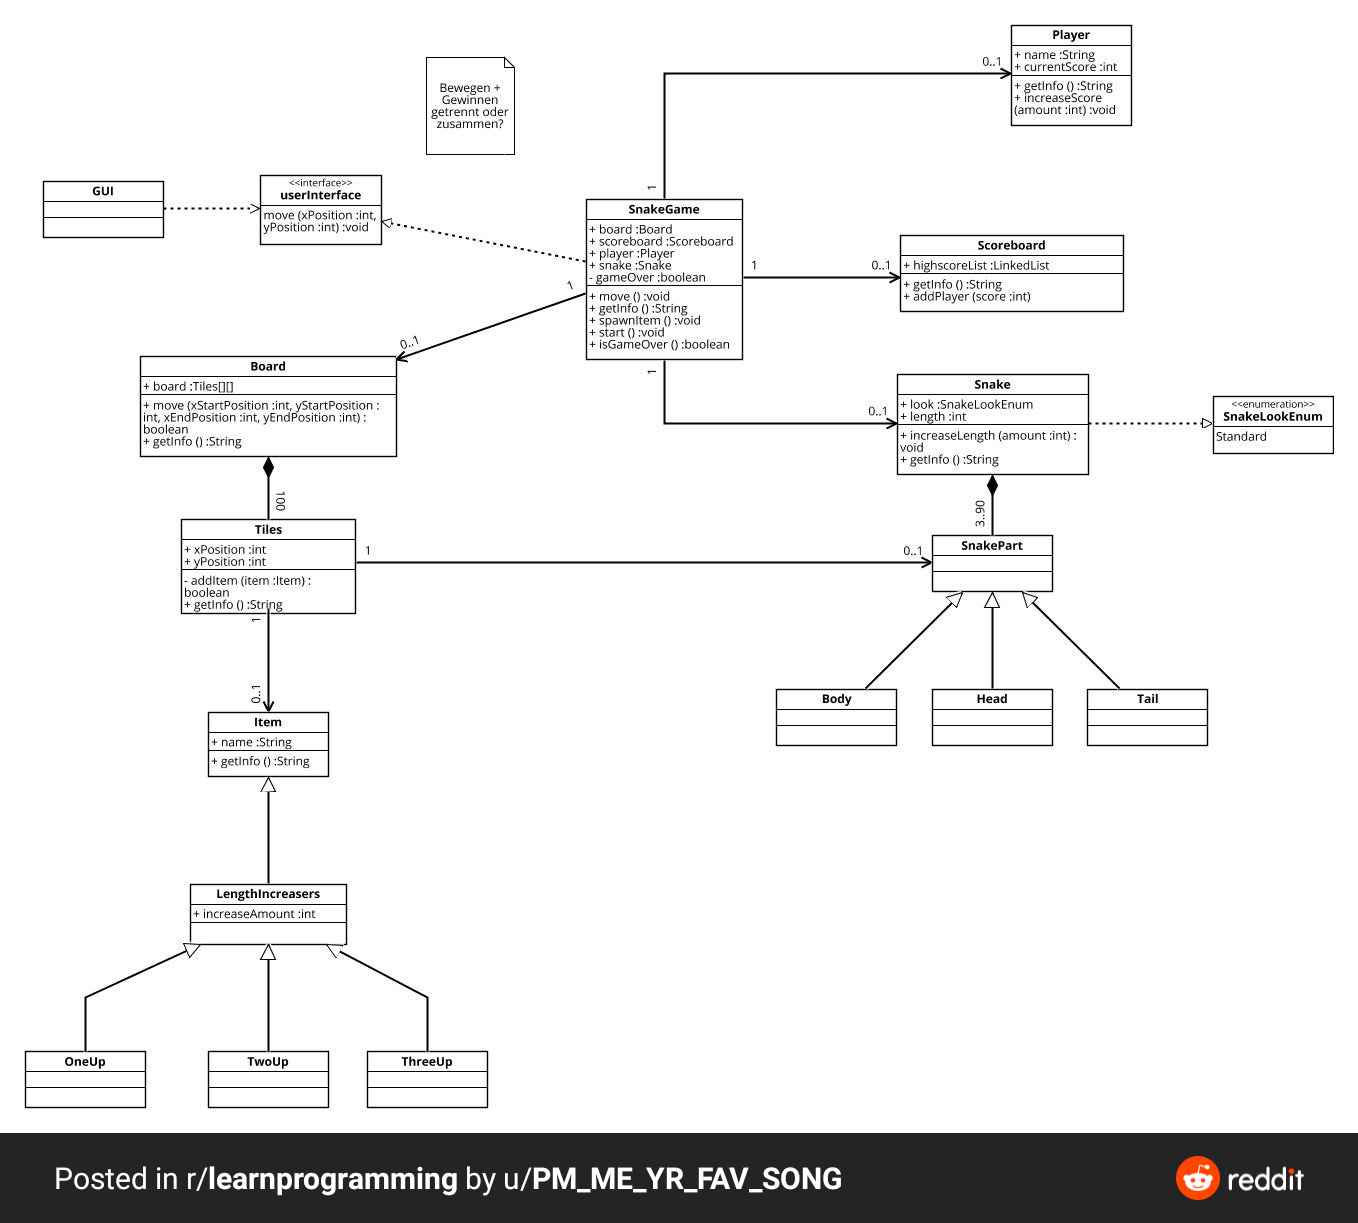 Player
+ name :String
+ currentScore :int
+ getInfo () :String
+ increaseScore
(amount :int) :void
0..1
1
Bewegen +
Gewinnen
getrennt oder
zusammen?
GUI
<<interface>>
userInterface
move (xPosition :int,
yPosition :int) :void
SnakeGame
+ board :Board
+ scoreboard :Scoreboard
+ player :Player
+ snake :Snake
- gameOver :boolean
+ move () :void
+ getInfo () :String
+ spawnItem () :void
+ start () :void
+ isGameOver () :boolean
1
0..1
Scoreboard
+ highscoreList :LinkedList
+ getInfo () :String
+ addPlayer (score :int)
1
0..1
Board
+ board :Tiles[][]
+ move (xStartPosition :int, yStartPosition :
int, xEndPosition :int, yEndPosition :int) :
boolean
+ getInfo () :String
1
0..1
Snake
+ look :SnakeLookEnum
+ length :int
+ increaseLength (amount :int) :
void
+ getInfo () :String
<<enumeration>>
SnakeLookEnum
Standard
100
3..90
Tiles
+ xPosition :int
+ yPosition :int
- addItem (item :Item) :
boolean
+ getInfo () :String
1
0..1
SnakePart
1
0..1
Body
Head
Tail
Item
+ name :String
+ getInfo () :String
LengthIncreasers
+ increaseAmount :int
OneUp
TwoUp
ThreeUp
Posted in r/learnprogramming by u/PM_ME_YR_FAV_SONG
reddit